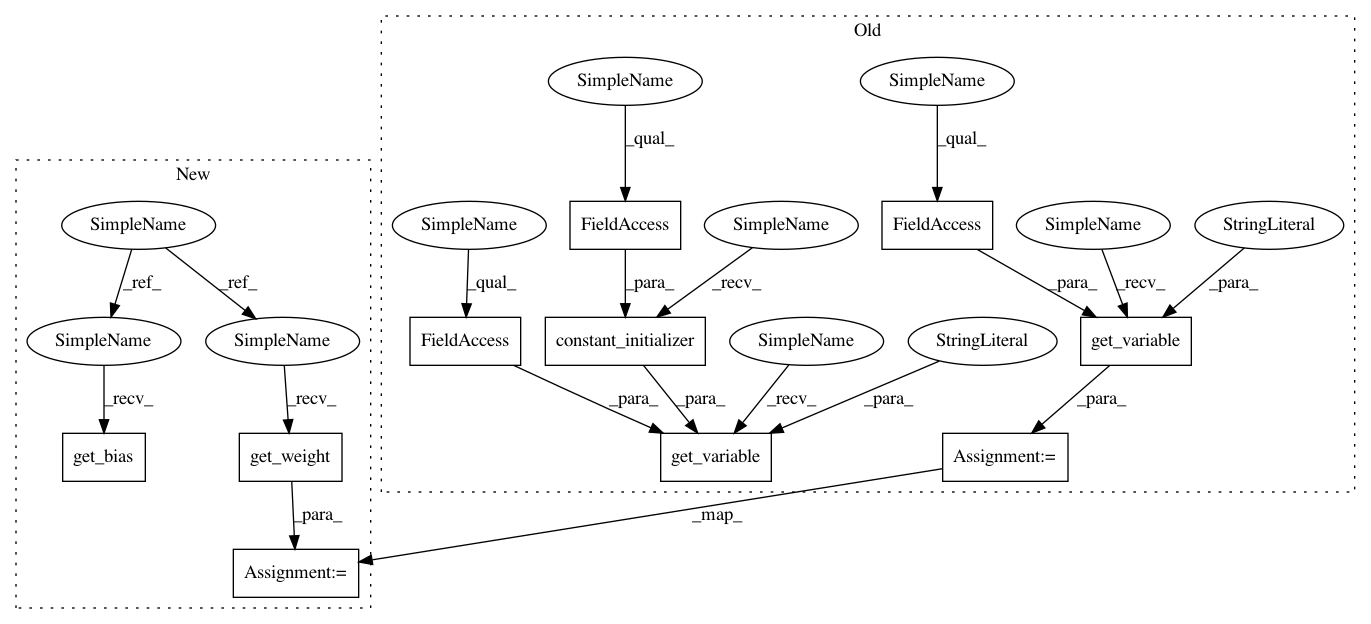 Old
SimpleName
SimpleName
_qual_
_qual_
New
SimpleName
SimpleName
FieldAccess
SimpleName
FieldAccess
SimpleName
StringLiteral
_ref_
_ref_
_qual_
_para_
_recv_
_para_
_recv_
_para_
SimpleName
SimpleName
FieldAccess
constant_initializer
SimpleName
StringLiteral
get_variable
_recv_
_recv_
_para_
_para_
_recv_
_para_
_para_
get_bias
get_weight
get_variable
Assignment:=
_para_
_map_
Assignment:=